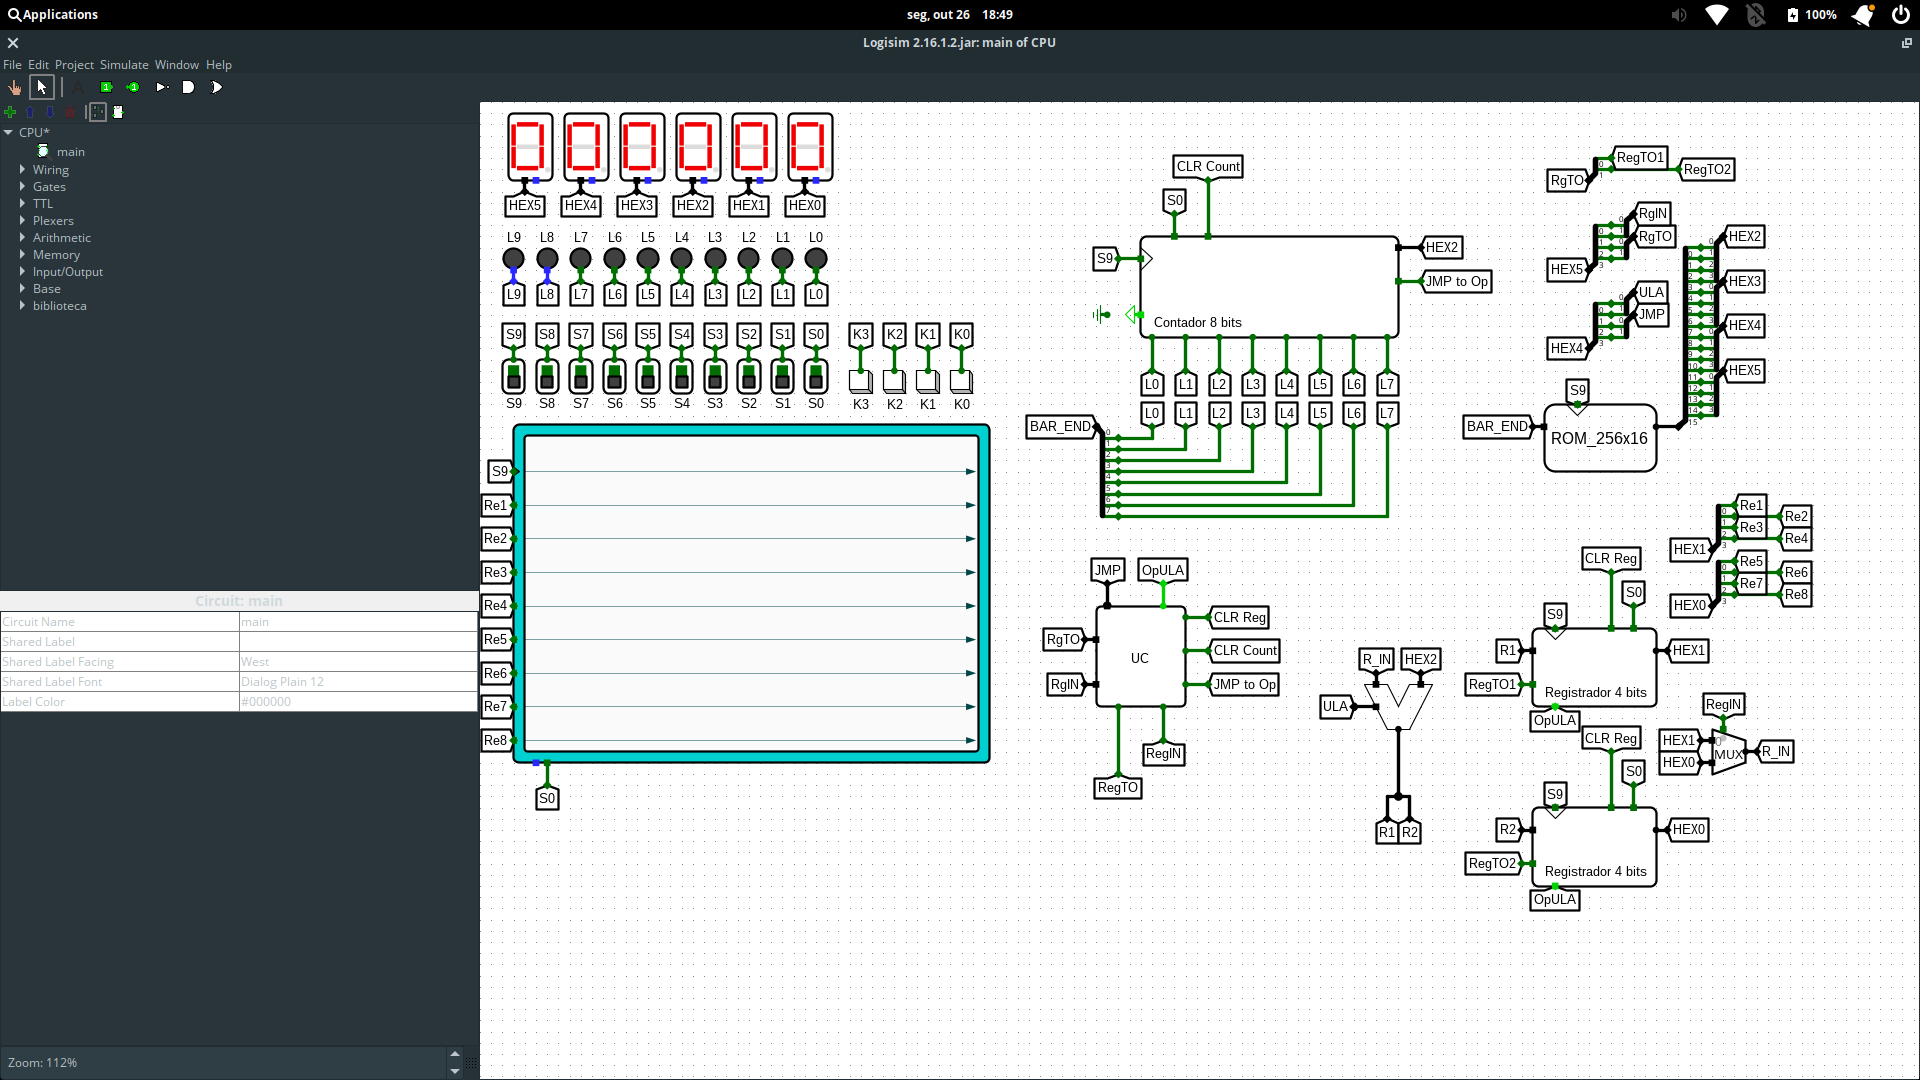 Applications
seg, out 26 18:49
100%
Logisim 2.16.1.2.jar: main of CPU
File Edit Project Simulate Window Help
CPU*
main
Wiring
Gates
TTL
Plexers
Arithmetic
Memory
Input/Output
Base
biblioteca
Circuit: main
Circuit Name main
Shared Label
Shared Label Facing West
Shared Label Font Dialog Plain 12
Label Color #000000
Zoom: 112%
HEX5 HEX4 HEX3 HEX2 HEX1 HEX0
L9 L8 L7 L6 L5 L4 L3 L2 L1 L0
L9 L8 L7 L6 L5 L4 L3 L2 L1 L0
S9 S8 S7 S6 S5 S4 S3 S2 S1 S0 K3 K2 K1 K0
S9 S8 S7 S6 S5 S4 S3 S2 S1 S0 K3 K2 K1 K0
S9
Re1
Re2
Re3
Re4
Re5
Re6
Re7
Re8
S0
CLR Count
S0
S9
HEX2
JMP to Op
Contador 8 bits
L0 L1 L2 L3 L4 L5 L6 L7
L0 L1 L2 L3 L4 L5 L6 L7
BAR_END
JMP OpULA
RgTO
RgIN
UC
CLR Reg
CLR Count
JMP to Op
RegIN
RegTO
R_IN HEX2
ULA
R1 R2
RgTO
RegTO1
RegTO2
RgIN
RgTO
HEX5
ULA
JMP
HEX4
HEX2
HEX3
HEX4
HEX5
S9
BAR_END
ROM_256x16
Re1
Re2
Re3
Re4
HEX1
Re5
Re6
Re7
Re8
HEX0
CLR Reg
S0
S9
R1
HEX1
RegTO1
Registrador 4 bits
OpULA
CLR Reg
S0
S9
R2
HEX0
RegTO2
Registrador 4 bits
OpULA
RegIN
HEX1
HEX0
MUX
R_IN